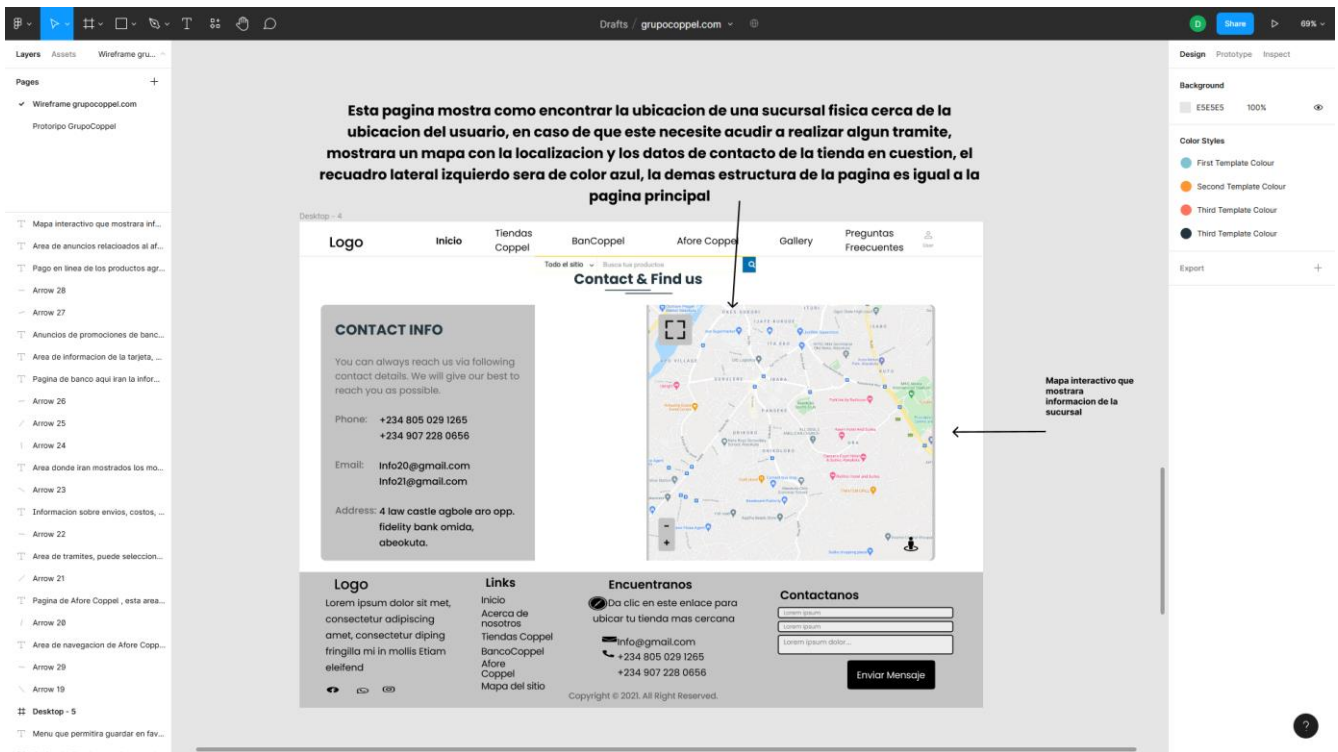 Drafts / grupocoppel.com
D
Share
69%
Layers Assets Wireframe gru...
Pages
Wireframe grupocoppel.com
Protoripo GrupoCoppel
Mapa interactivo que mostrara inf...
Area de anuncios relacioados al af...
Pago en linea de los productos agr...
Arrow 28
Arrow 27
Anuncios de promociones de banc...
Area de informacion de la tarjeta, ...
Pagina de banco aqui iran la infor...
Arrow 26
Arrow 25
Arrow 24
Area donde iran mostrados los mo...
Arrow 23
Informacion sobre envios, costos, ...
Arrow 22
Area de tramites, puede seleccion...
Arrow 21
Pagina de Afore Coppel , esta area...
Arrow 20
Area de navegacion de Afore Copp...
Arrow 29
Arrow 19
Desktop - 5
Menu que permitira guardar en fav...
Esta pagina mostra como encontrar la ubicacion de una sucursal fisica cerca de la
ubicacion del usuario, en caso de que este necesite acudir a realizar algun tramite,
mostrara un mapa con la localizacion y los datos de contacto de la tienda en cuestion, el
recuadro lateral izquierdo sera de color azul, la demas estructura de la pagina es igual a la
pagina principal
Desktop - 4
Logo
Inicio
Tiendas
Coppel
BanCoppel
Afore Coppel
Gallery
Preguntas
Freecuentes
User
Todo el sitio Busca tus productos
Contact & Find us
CONTACT INFO
You can always reach us via following
contact details. We will give our best to
reach you as possible.
Phone: +234 805 029 1265
+234 907 228 0656
Email: Info20@gmail.com
Info21@gmail.com
Address: 4 law castle agbole aro opp.
fidelity bank omida,
abeokuta.
-
+
Mapa interactivo que
mostrara
informacion de la
sucursal
Logo
Lorem ipsum dolor sit met,
consectetur adipiscing
amet, consectetur diping
fringilla mi in mollis Etiam
eleifend
Links
Inicio
Acerca de
nosotros
Tiendas Coppel
BancoCoppel
Afore
Coppel
Mapa del sitio
Encuentranos
Da clic en este enlace para
ubicar tu tienda mas cercana
Info@gmail.com
+234 805 029 1265
+234 907 228 0656
Copyright © 2021. All Right Reserved.
Contactanos
Lorem ipsum
Lorem ipsum
Lorem ipsum dolor...
Enviar Mensaje
Design Prototype Inspect
Background
E5E5E5 100%
Color Styles
First Template Colour
Second Template Colour
Third Template Colour
Third Template Colour
Export
?